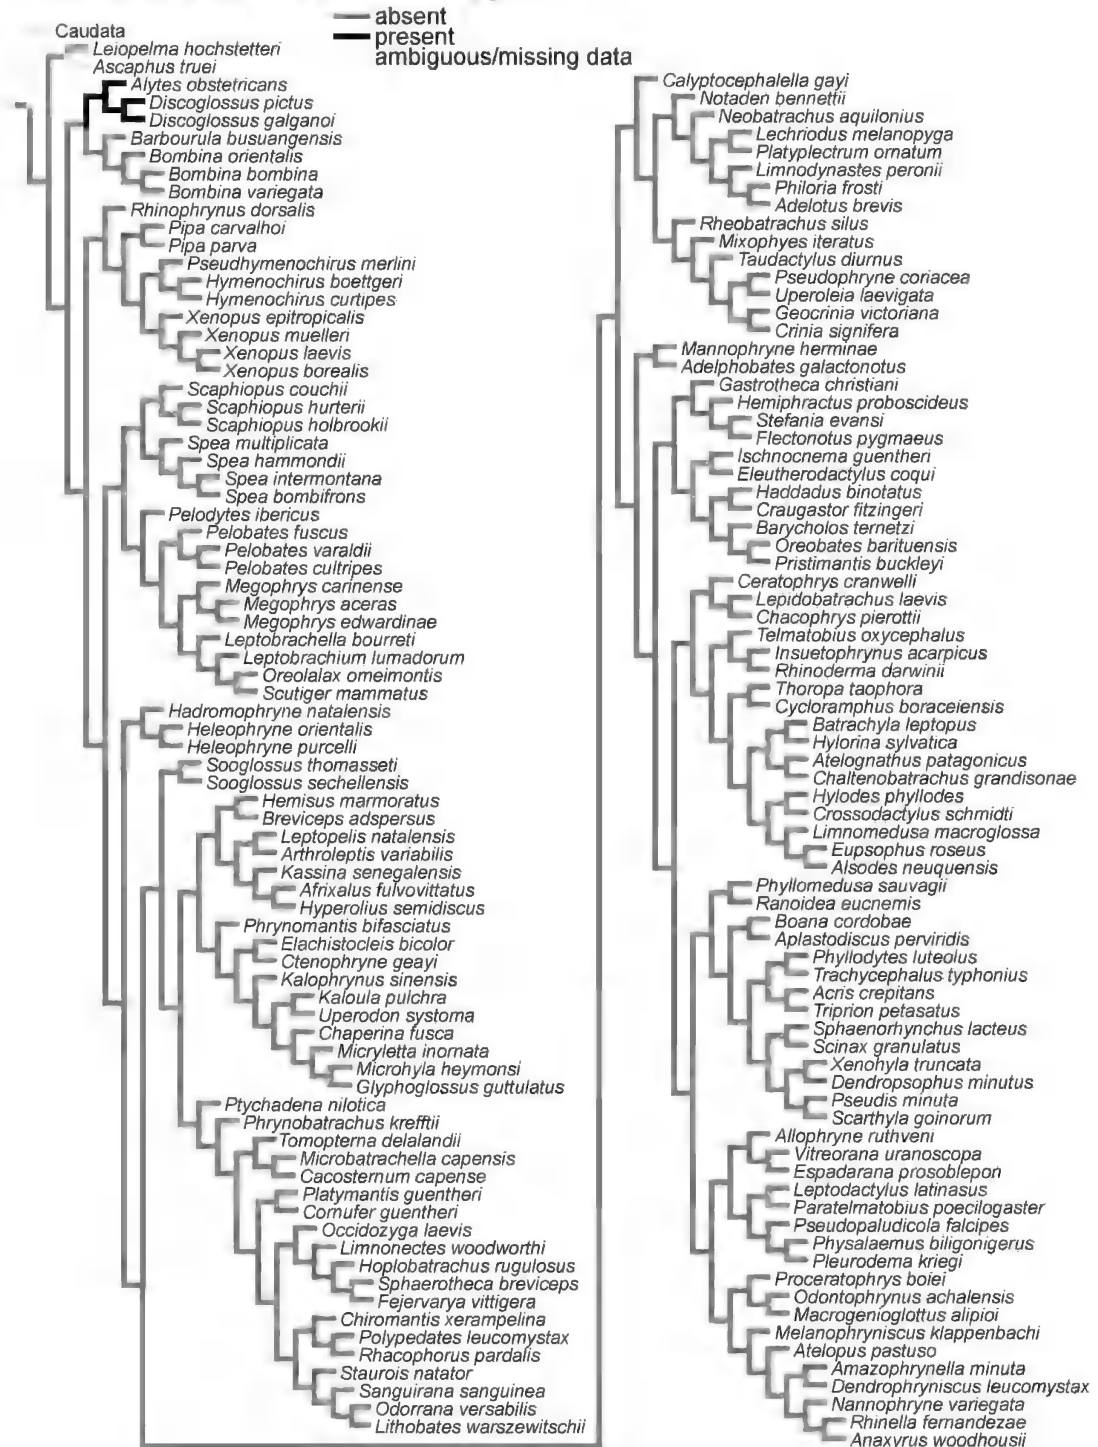 absent
present
ambiguous/missing data
Caudata
Leiopelma hochstetteri
Ascaphus truei
Alytes obstetricans
Discoglossus pictus
Discoglossus galganoi
Barbourula busuangensis
Bombina orientalis
Bombina bombina
Bombina variegata
Rhinophrynus dorsalis
Pipa carvalhoi
Pipa parva
Pseudhymenochirus merlini
Hymenochirus boettgeri
Hymenochirus curtipes
Xenopus epitropicalis
Xenopus muelleri
Xenopus laevis
Xenopus borealis
Scaphiopus couchii
Scaphiopus hurterii
Scaphiopus holbrookii
Spea multiplicata
Spea hammondii
Spea intermontana
Spea bombifrons
Pelodytes ibericus
Pelobates fuscus
Pelobates varaldii
Pelobates cultripes
Megophrys carinense
Megophrys aceras
Megophrys edwardinae
Leptobrachella bourreti
Leptobrachium lumadorum
Oreolalax omeimontis
Scutiger mammatus
Hadromophryne natalensis
Heleophryne orientalis
Heleophryne purcelli
Sooglossus thomasseti
Sooglossus sechellensis
Hemisus marmoratus
Breviceps adspersus
Leptopelis natalensis
Arthroleptis variabilis
Kassina senegalensis
Afrixalus fulvovittatus
Hyperolius semidiscus
Phrynomantis bifasciatus
Elachistocleis bicolor
Ctenophryne geayi
Kalophrynus sinensis
Kaloula pulchra
Uperodon systoma
Chaperina fusca
Micryletta inornata
Microhyla heymonsi
Glyphoglossus guttulatus
Ptychadena nilotica
Phrynobatrachus krefftii
Tomopterna delalandii
Microbatrachella capensis
Cacosternum capense
Platymantis guentheri
Cornufer guentheri
Occidozyga laevis
Limnonectes woodworthi
Hoplobatrachus rugulosus
Sphaerotheca breviceps
Fejervarya vittigera
Chiromantis xerampelina
Polypedates leucomystax
Rhacophorus pardalis
Staurois natator
Sanguirana sanguinea
Odorrana versabilis
Lithobates warszewitschii
Calyptocephalella gayi
Notaden bennettii
Neobatrachus aquilonius
Lechriodus melanopyga
Platyplectrum ornatum
Limnodynastes peronii
Philoria frosti
Adelotus brevis
Rheobatrachus silus
Mixophyes iteratus
Taudactylus diurnus
Pseudophryne coriacea
Uperoleia laevigata
Geocrinia victoriana
Crinia signifera
Mannophryne herminae
Adelphobates galactonotus
Gastrotheca christiani
Hemiphractus proboscideus
Stefania evansi
Flectonotus pygmaeus
Ischnocnema guentheri
Eleutherodactylus coqui
Haddadus binotatus
Craugastor fitzingeri
Barycholos ternetzi
Oreobates barituensis
Pristimantis buckleyi
Ceratophrys cranwelli
Lepidobatrachus laevis
Chacophrys pierottii
Telmatobius oxycephalus
Insuetophrynus acarpicus
Rhinoderma darwinii
Thoropa taophora
Cycloramphus boraceiensis
Batrachyla leptopus
Hylorina sylvatica
Atelognathus patagonicus
Chaltenobatrachus grandisonae
Hylodes phyllodes
Crossodactylus schmidti
Limnomedusa macroglossa
Eupsophus roseus
Alsodes neuquensis
Phyllomedusa sauvagii
Ranoidea eucnemis
Boana cordobae
Aplastodiscus perviridis
Phyllodytes luteolus
Trachycephalus typhonius
Acris crepitans
Triprion petasatus
Sphaenorhynchus lacteus
Scinax granulatus
Xenohyla truncata
Dendropsophus minutus
Pseudis minuta
Scarthyla goinorum
Allophryne ruthveni
Vitreorana uranoscopa
Espadarana prosoblepon
Leptodactylus latinasus
Paratelmatobius poecilogaster
Pseudopaludicola falcipes
Physalaemus biligonigerus
Pleurodema kriegi
Proceratophrys boiei
Odontophrynus achalensis
Macrogenioglottus alipioi
Melanophryniscus klappenbachi
Atelopus pastuso
Amazophrynella minuta
Dendrophryniscus leucomystax
Nannophryne variegata
Rhinella fernandezae
Anaxyrus woodhousii